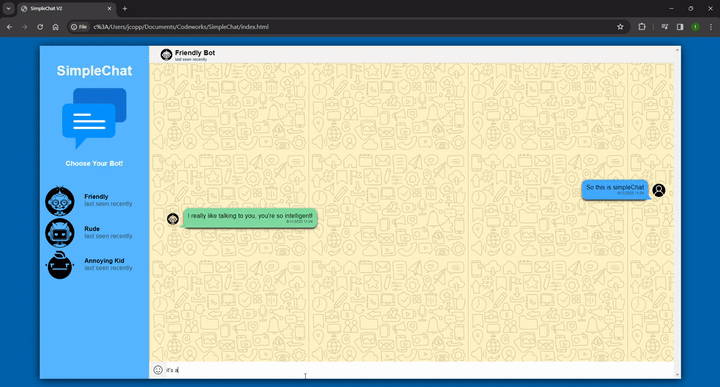 SimpleChat V2
File
c%3A/Users/jcopp/Documents/Codeworks/SimpleChat/index.html
SimpleChat
Choose Your Bot!
Friendly
last seen recently
Rude
last seen recently
Annoying Kid
last seen recently
Friendly Bot
last seen recently
So this is simpleChat
I really like talking to you, you're so intelligent!
it's a